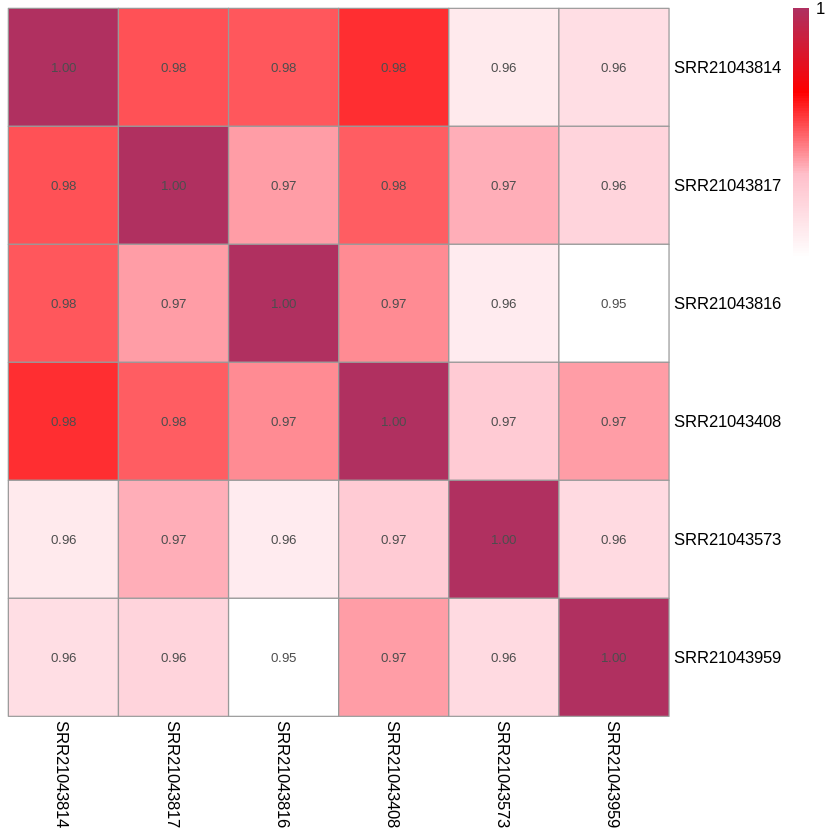 1
1.00 0.98 0.98 0.98 0.96 0.96 SRR21043814
0.98 1.00 0.97 0.98 0.97 0.96 SRR21043817
0.98 0.97 1.00 0.97 0.96 0.95 SRR21043816
0.98 0.98 0.97 1.00 0.97 0.97 SRR21043408
0.96 0.97 0.96 0.97 1.00 0.96 SRR21043573
0.96 0.96 0.95 0.97 0.96 1.00 SRR21043959
SRR21043814
SRR21043817
SRR21043816
SRR21043408
SRR21043573
SRR21043959